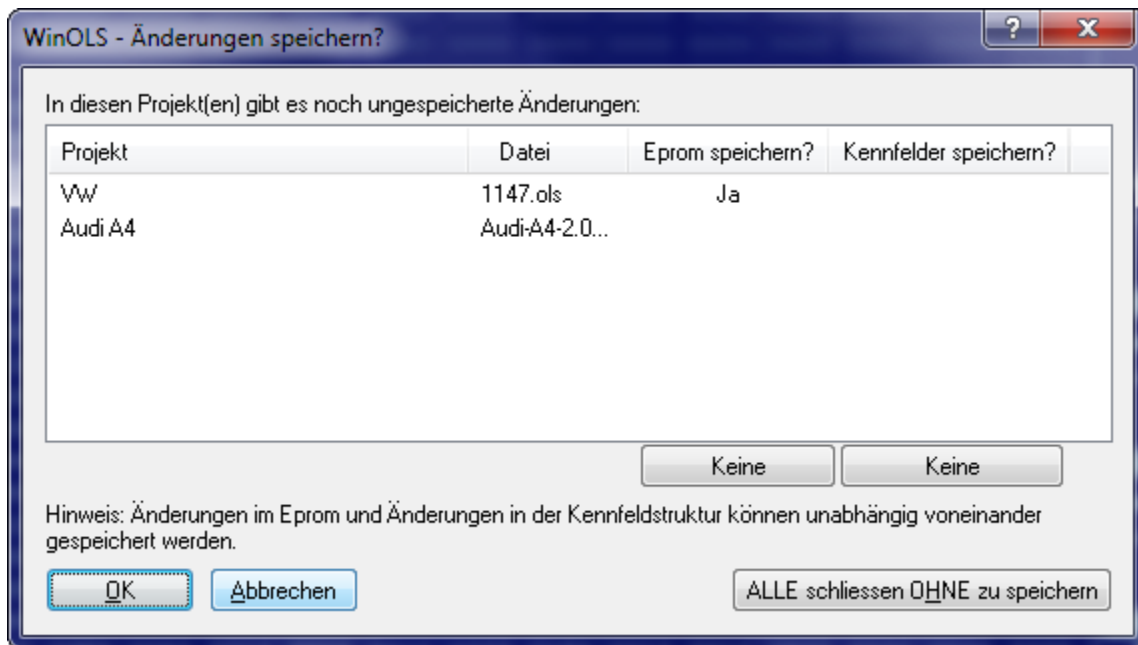 WinOLS - Änderungen speichern?
In diesen Projekt(en) gibt es noch ungespeicherte Änderungen:
Projekt Datei Eprom speichern? Kennfelder speichern?
VW 1147.ols Ja
Audi A4 Audi-A4-2.0...
Keine Keine
Hinweis: Änderungen im Eprom und Änderungen in der Kennfeldstruktur können unabhängig voneinander
gespeichert werden.
OK Abbrechen ALLE schliessen OHNE zu speichern